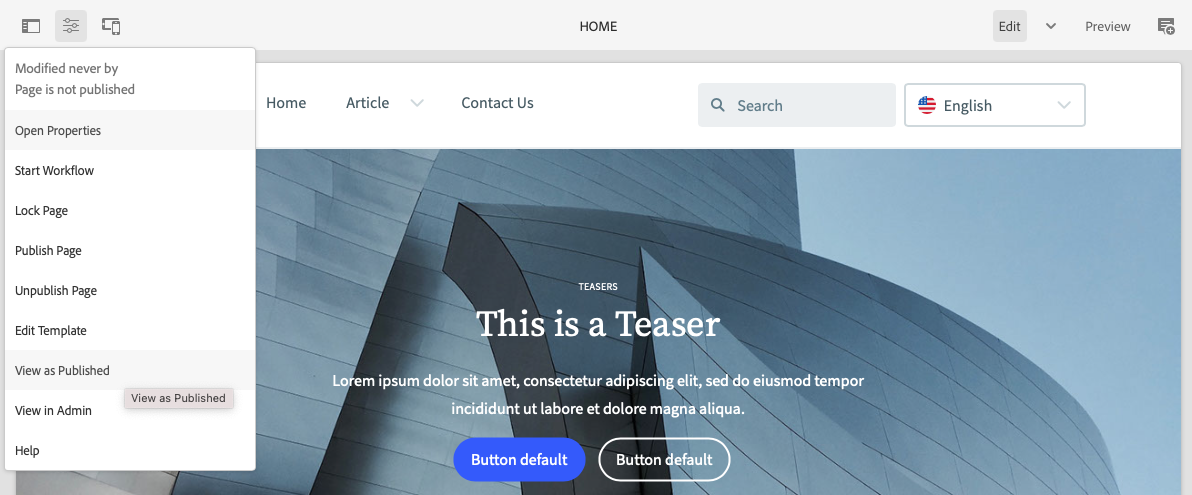 HOME
Edit
Preview
Modified never by
Page is not published
Open Properties
Start Workflow
Lock Page
Publish Page
Unpublish Page
Edit Template
View as Published
View as Published
View in Admin
Help
Home
Article
Contact Us
Search
English
TEASERS
This is a Teaser
Lorem ipsum dolor sit amet, consectetur adipiscing elit, sed do eiusmod tempor
incididunt ut labore et dolore magna aliqua.
Button default
Button default